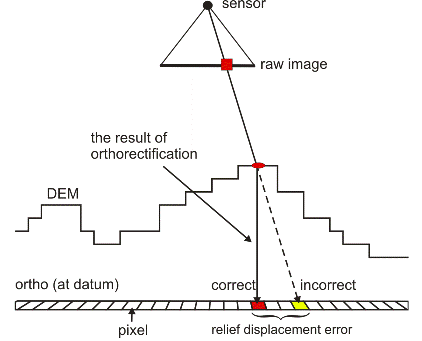 sensor
raw image
the result of
orthorectification
DEM
ortho (at datum)
correct
incorrect
pixel
relief displacement error